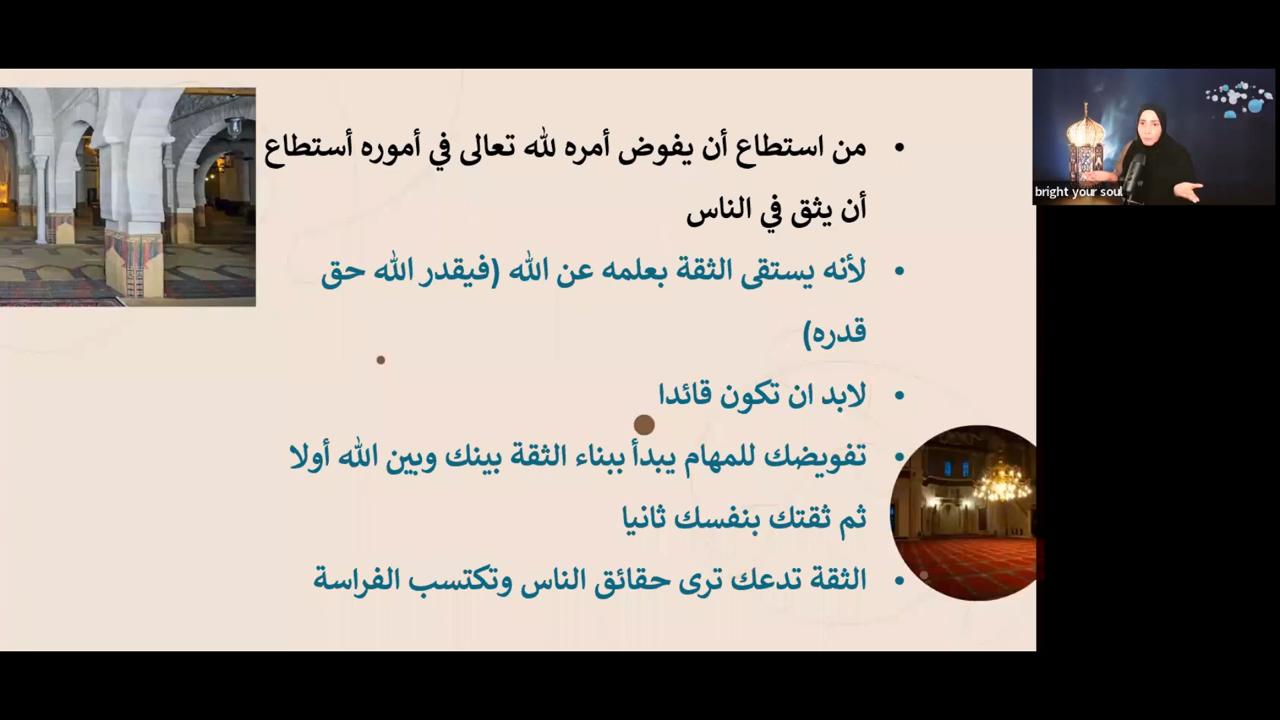 • من استطاع أن يفوض أمره لله تعالى في أموره أستطاع
أن يثق في الناس
• لأنه يستقى الثقة بعلمه عن الله (فيقدر الله حق
قدره)
• لابد ان تكون قائدا
• تفويضك للمهام يبدأ ببناء الثقة بينك وبين الله أولا
ثم ثقتك بنفسك ثانيا
• الثقة تدعك ترى حقائق الناس وتكتسب الفراسة
bright your soul